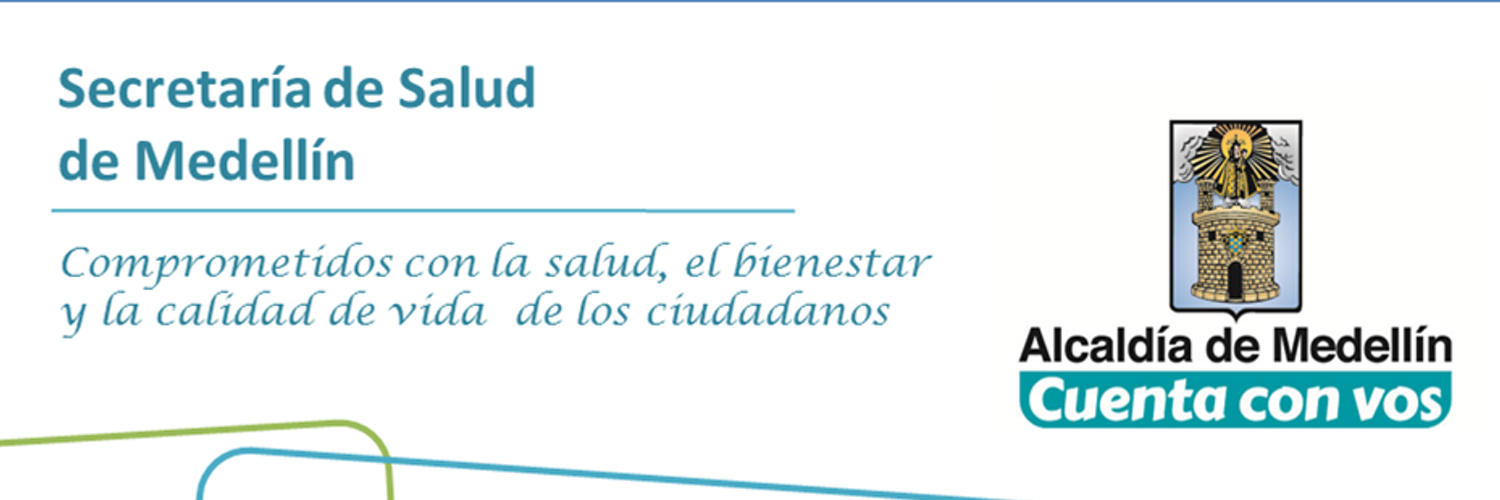 Secretaría de Salud
de Medellín
Comprometidos con la salud, el bienestar
y la calidad de vida de los ciudadanos
Alcaldía de Medellín
Cuenta con vos